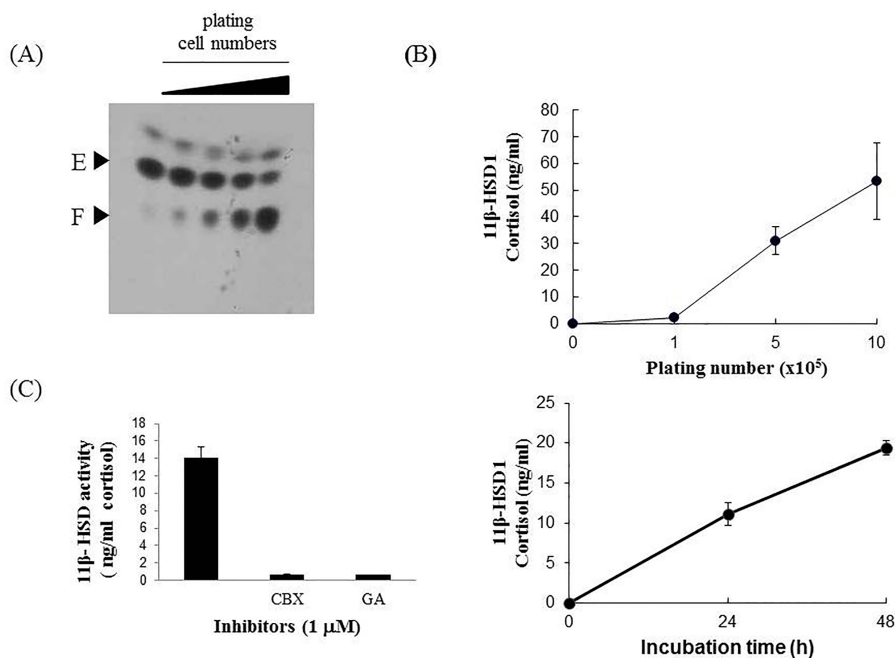 (A)
plating
cell numbers
E
F
(B)
11β-HSD1
Cortisol (ng/ml)
80
70
60
50
40
30
20
10
0
0 1 5 10
Plating number (x10⁵)
(C)
11β-HSD activity
( ng/ml cortisol)
18
16
14
12
10
8
6
4
2
0
CBX GA
Inhibitors (1 μM)
11β-HSD1
Cortisol (ng/ml)
25
20
15
10
5
0
0 24 48
Incubation time (h)